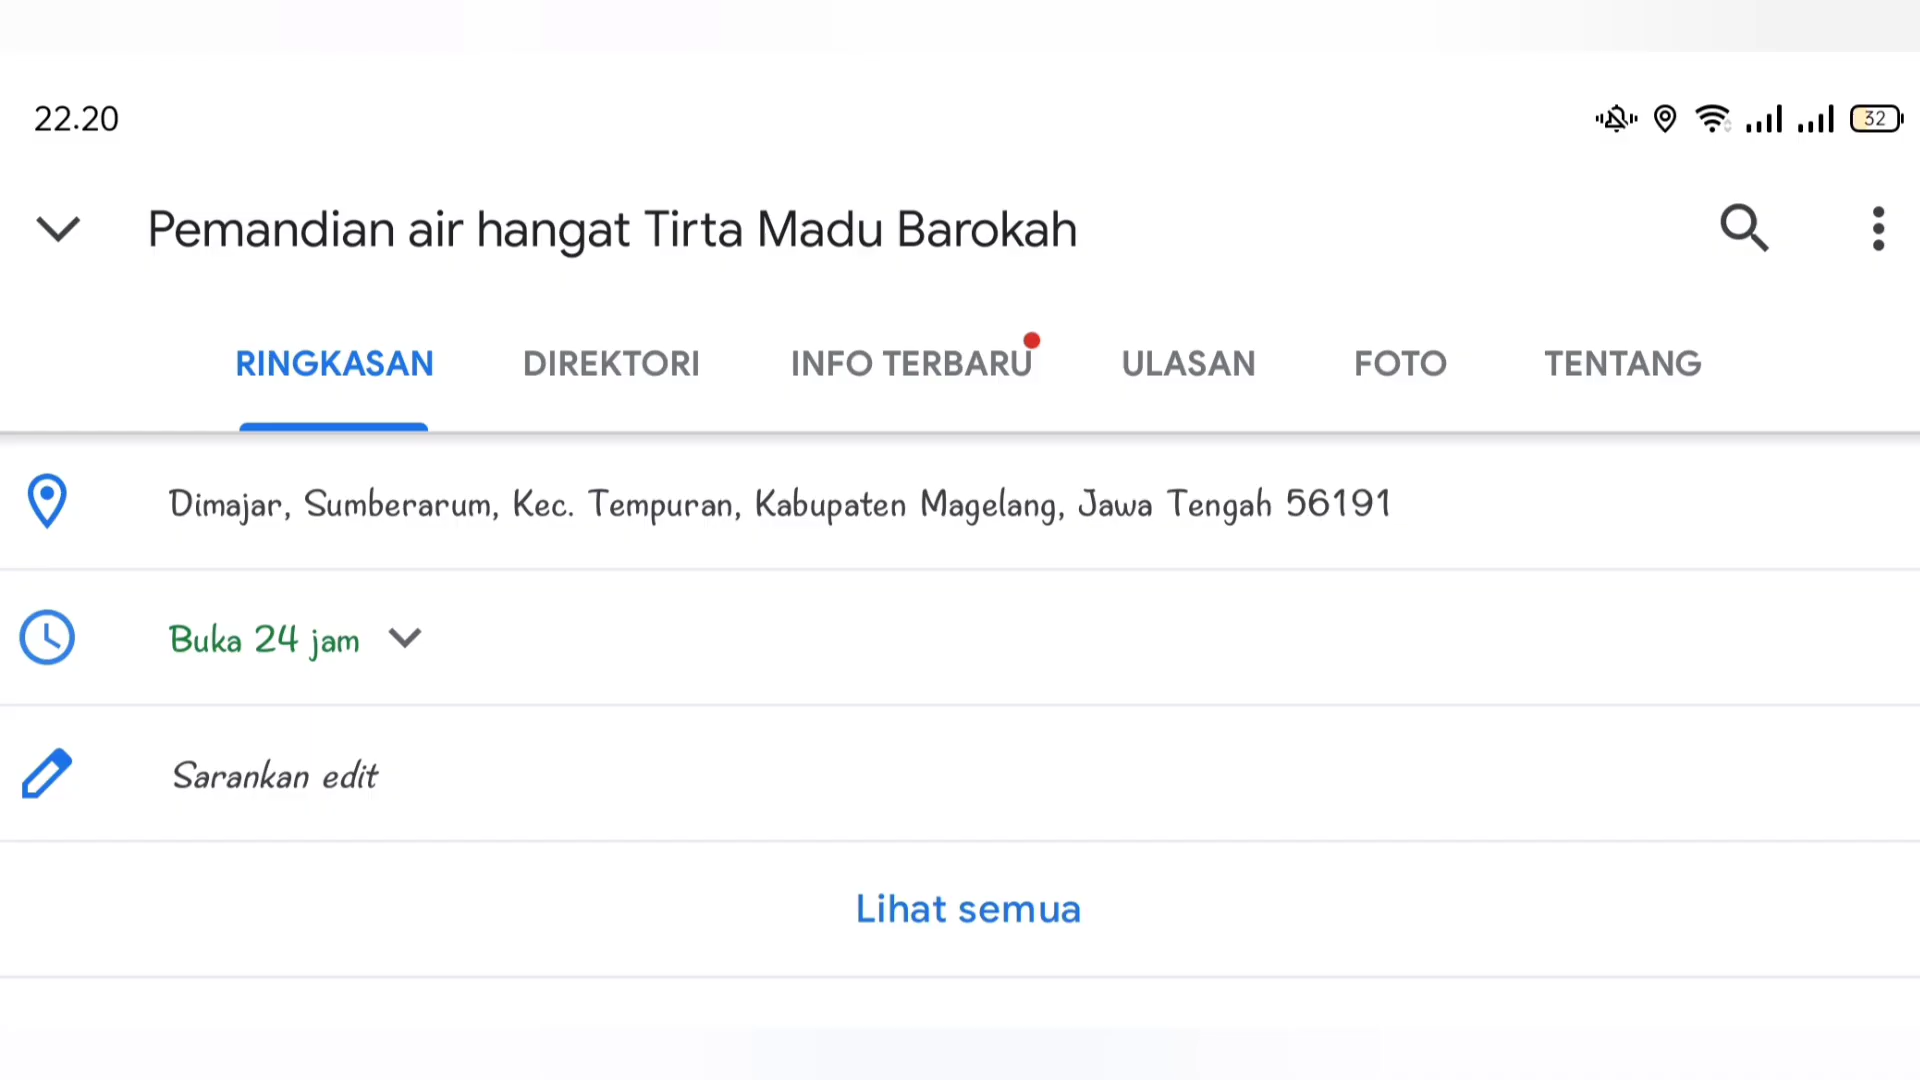 22.20
32
Pemandian air hangat Tirta Madu Barokah
RINGKASAN DIREKTORI INFO TERBARU ULASAN FOTO TENTANG
Dimajar, Sumberarum, Kec. Tempuran, Kabupaten Magelang, Jawa Tengah 56191
Buka 24 jam
Sarankan edit
Lihat semua